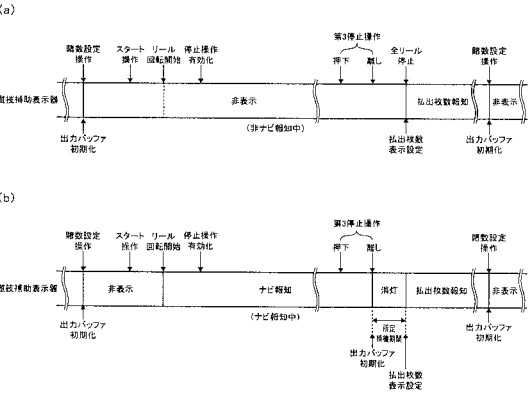 (a)
賭数設定
操作
スタート
操作
リール
回転開始
停止操作
有効化
第3停止操作
押下
離し
全リール
停止
賭数設定
操作
遊技補助表示器
非表示
払出枚数報知
非表示
出力バッファ
初期化
(非ナビ報知中)
払出枚数
表示設定
出力バッファ
初期化
(b)
賭数設定
操作
スタート
操作
リール
回転開始
停止操作
有効化
第3停止操作
押下
離し
賭数設定
操作
遊技補助表示器
非表示
ナビ報知
消灯
払出枚数報知
非表示
出力バッファ
初期化
(ナビ報知中)
所定
待機期間
出力バッファ
初期化
払出枚数
表示設定
出力バッファ
初期化